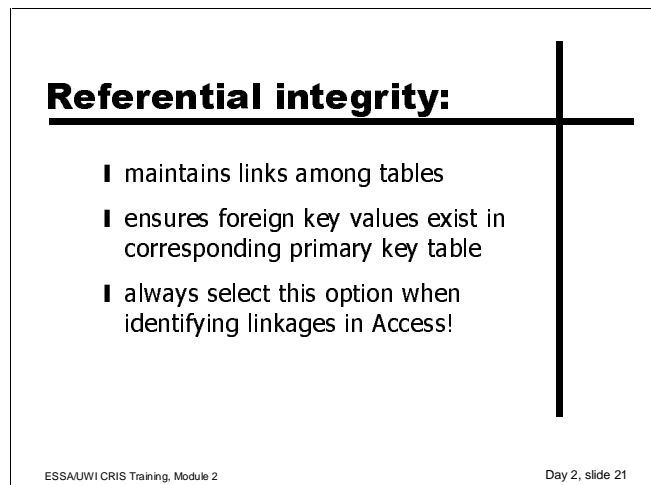 Referential integrity:
maintains links among tables
ensures foreign key values exist in
corresponding primary key table
always select this option when
identifying linkages in Access!
ESSA/UWI CRIS Training, Module 2
Day 2, slide 21